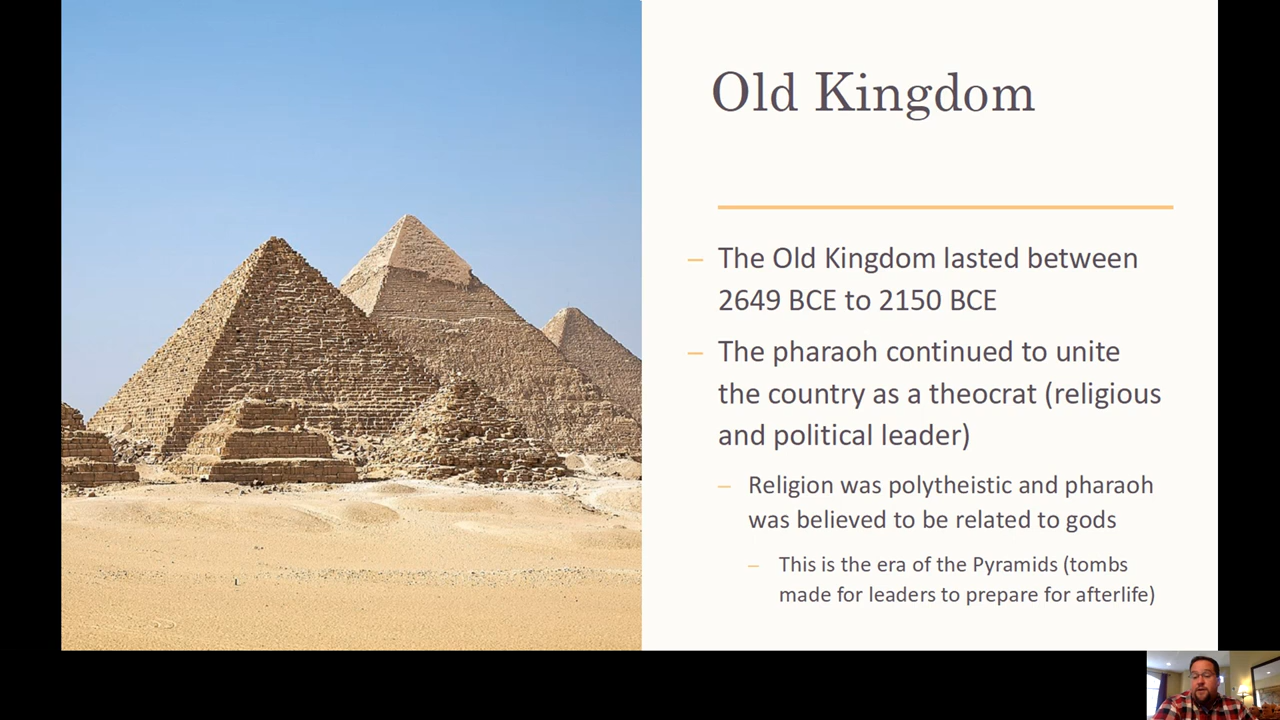 Old Kingdom
– The Old Kingdom lasted between
2649 BCE to 2150 BCE
– The pharaoh continued to unite
the country as a theocrat (religious
and political leader)
– Religion was polytheistic and pharaoh
was believed to be related to gods
– This is the era of the Pyramids (tombs
made for leaders to prepare for afterlife)